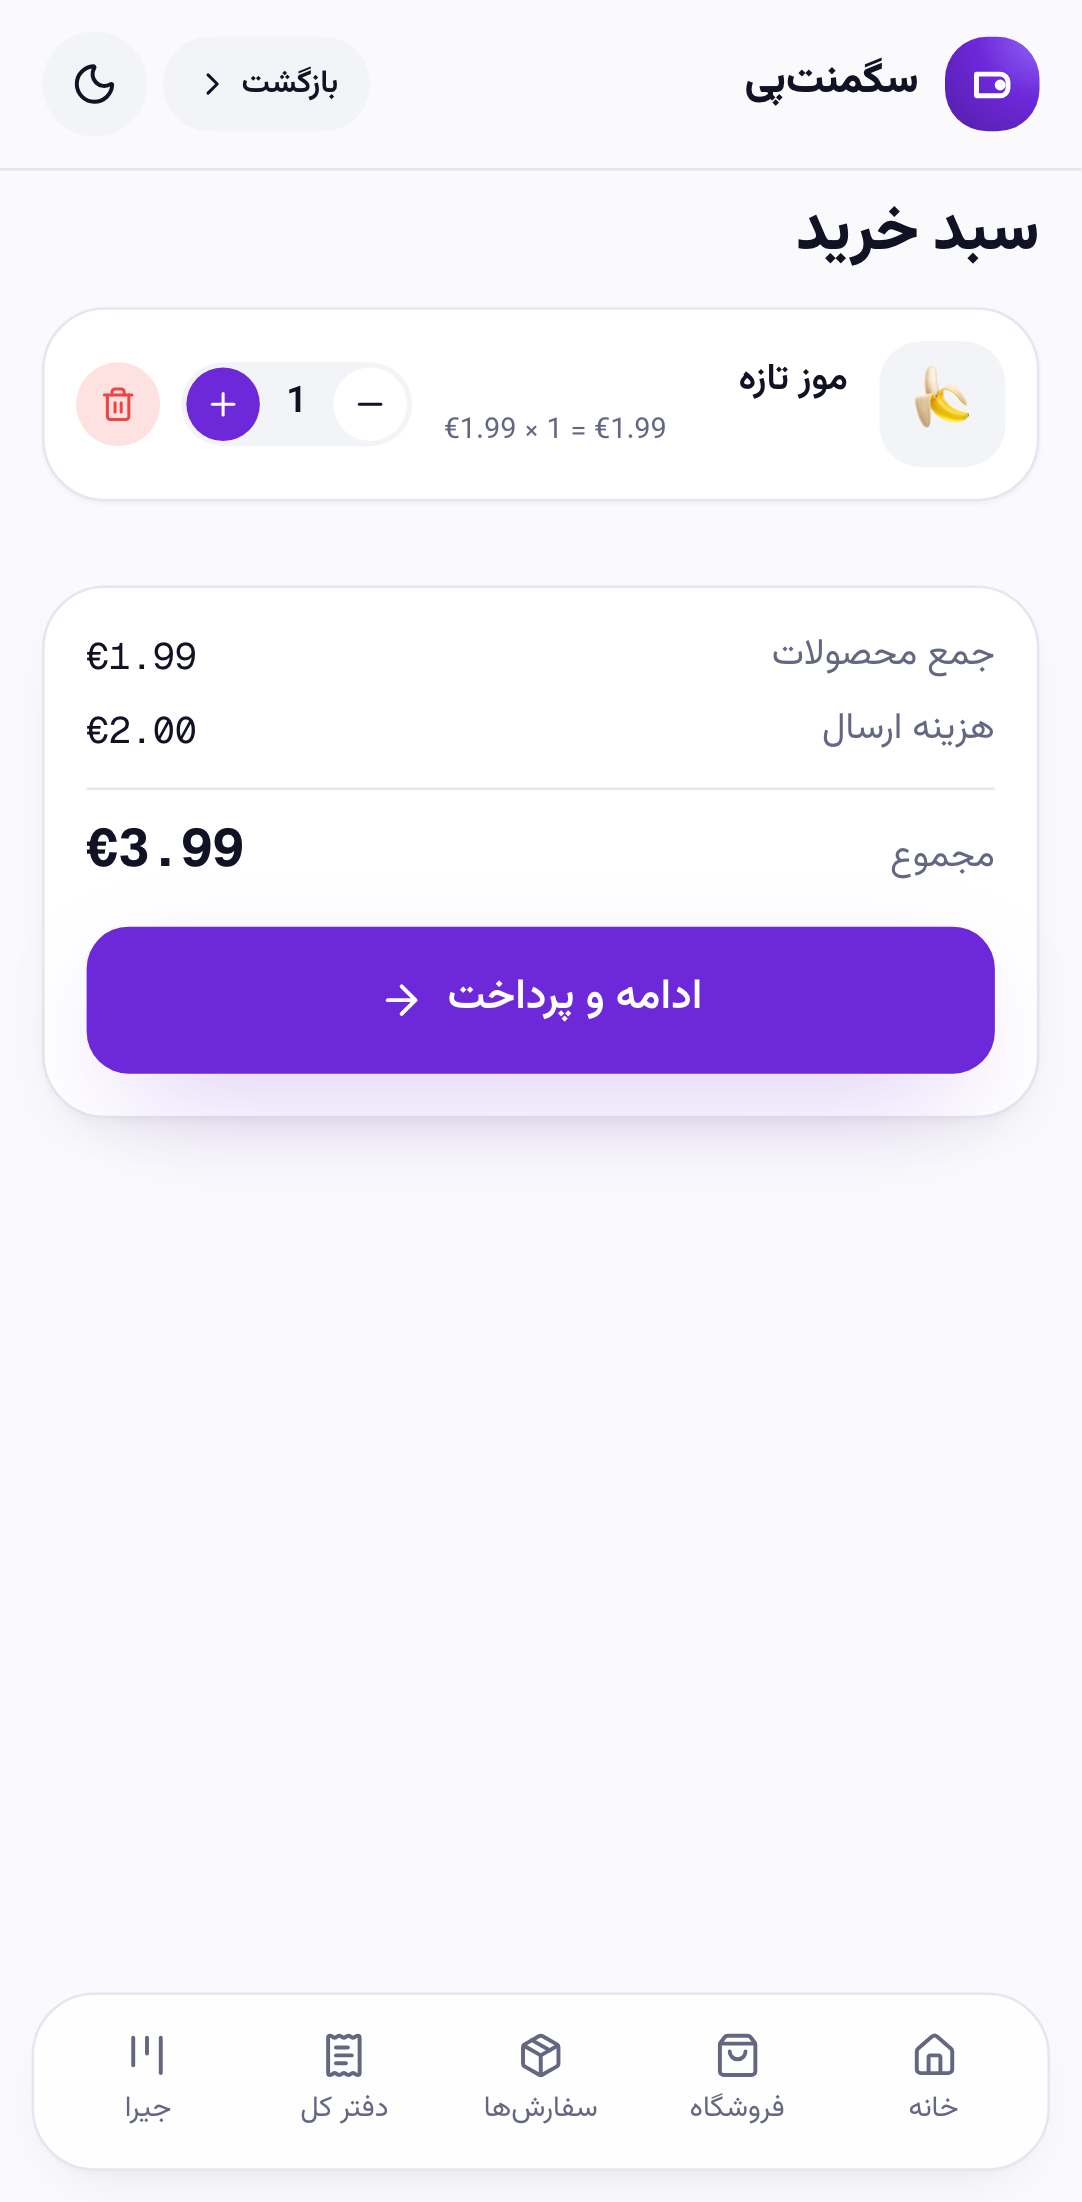 سگمنت‌پی
بازگشت
سبد خرید
موز تازه
€1.99 × 1 = €1.99
1
جمع محصولات €1.99
هزینه ارسال €2.00
مجموع €3.99
ادامه و پرداخت
خانه
فروشگاه
سفارش‌ها
دفتر کل
جیرا